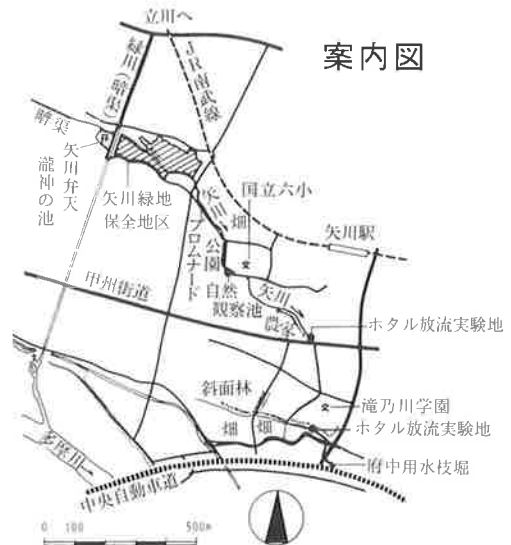 立川へ
案内図
緑川(暗渠)
JR南武線
暗渠
矢川弁天
瀧神の池
矢川緑地
保全地区
矢川
畑
国立六小
矢川駅
プロムナード
公園
自然
観察池
矢川
農家
甲州街道
ホタル放流実験地
斜面林
滝乃川学園
畑
畑
ホタル放流実験地
多摩川
府中用水枝堀
中央自動車道
0 100 500m